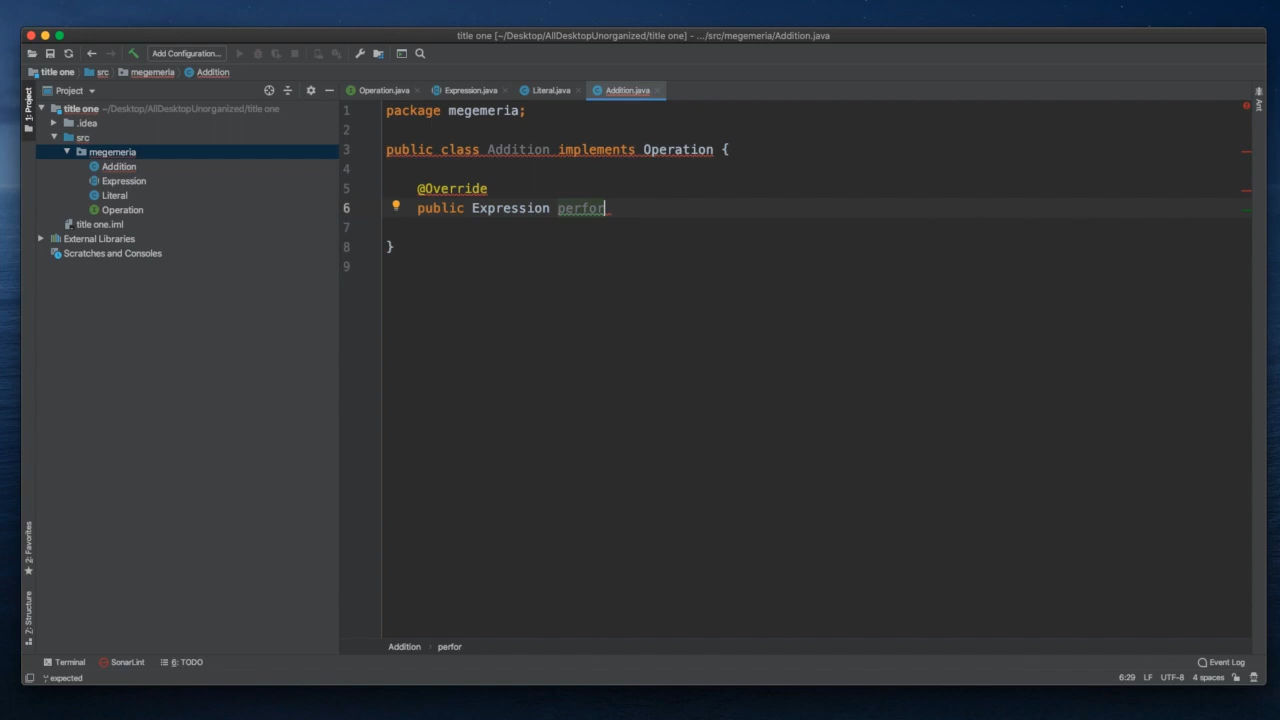 title one [~/Desktop/AllDesktopUnorganized/title one] - .../src/megemeria/Addition.java
Add Configuration...
title one src megemeria Addition
1: Project
Project
Operation.java Expression.java Literal.java Addition.java
Ant
title one ~/Desktop/AllDesktopUnorganized/title one
.idea
src
megemeria
Addition
Expression
Literal
Operation
title one.iml
External Libraries
Scratches and Consoles
1 package megemeria;
2
3 public class Addition implements Operation {
4
5 @Override
6 public Expression perfor
7
8 }
9
2: Favorites
7: Structure
Addition perfor
Terminal SonarLint 6: TODO Event Log
';' expected 6:29 LF UTF-8 4 spaces